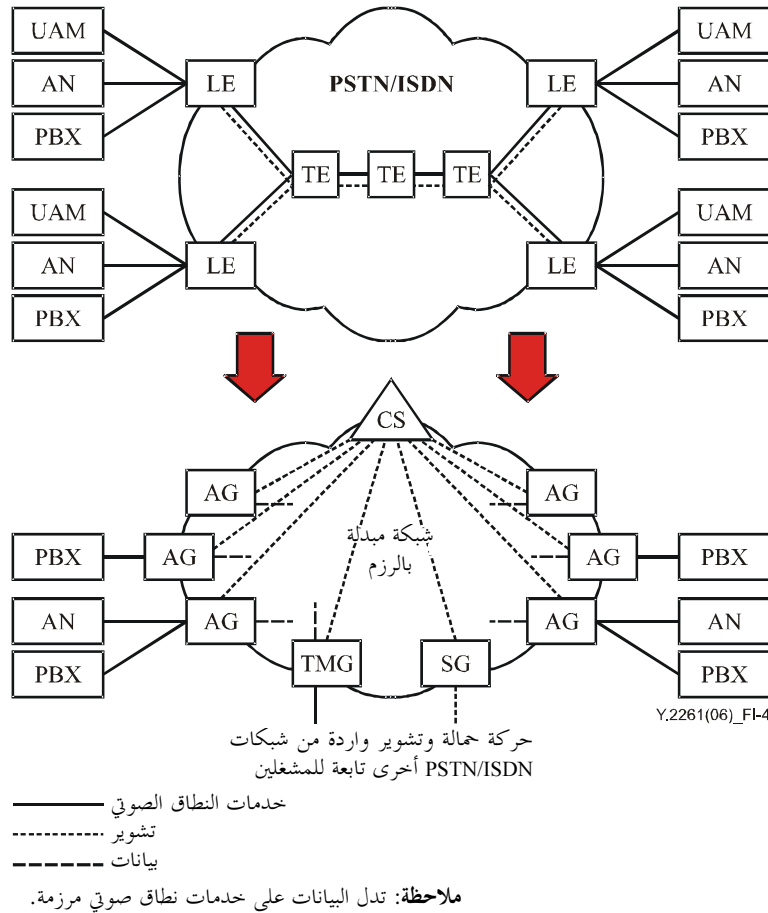 UAM
UAM
AN
LE
PSTN/ISDN
LE
AN
PBX
PBX
TE
TE
TE
UAM
UAM
AN
LE
LE
AN
PBX
PBX
CS
AG
AG
شبكة مبدلة
بالرزم
PBX
AG
AG
PBX
AN
AG
AG
AN
PBX
TMG
SG
PBX
Y.2261(06)_FI-4
حركة حمالة وتشوير واردة من شبكات
PSTN/ISDN أخرى تابعة للمشغلين
خدمات النطاق الصوتي
تشوير
بيانات
ملاحظة: تدل البيانات على خدمات نطاق صوتي مرزمة.